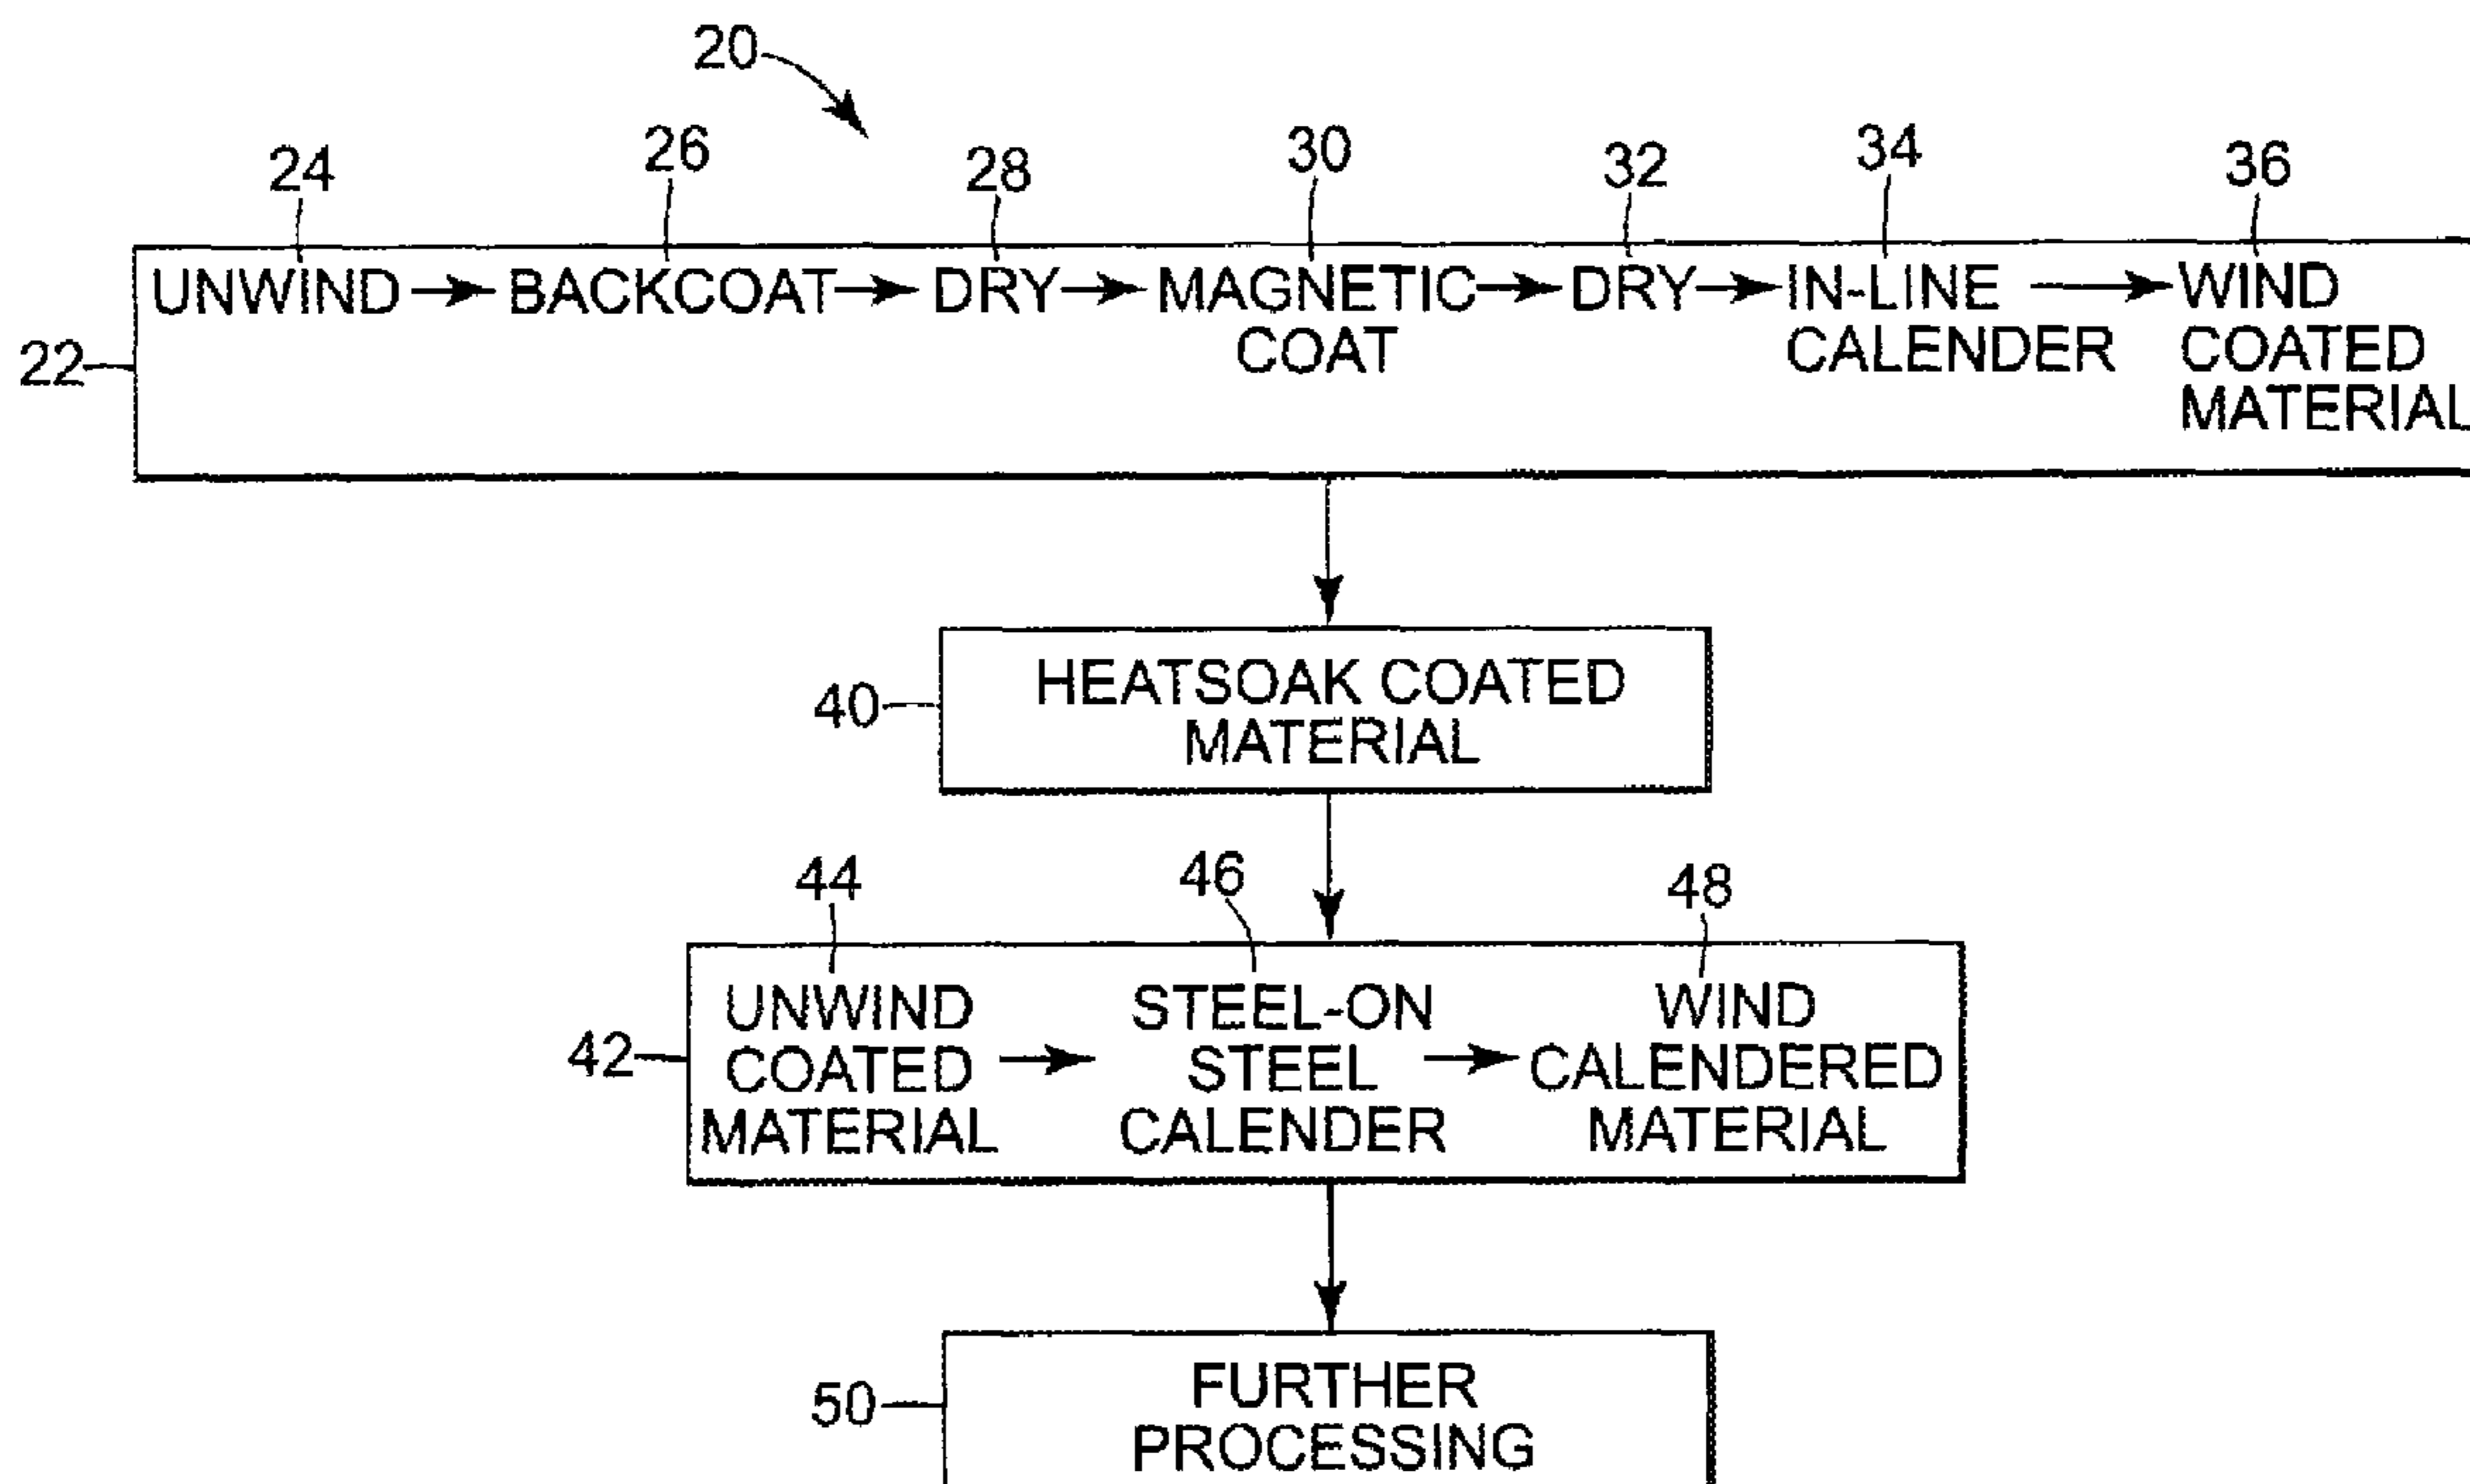 20
24 26 28 30 32 34 36
UNWIND BACKCOAT DRY MAGNETIC DRY IN-LINE WIND
COAT CALENDER COATED
22
MATERIAL
HEATSOAK COATED
40
MATERIAL
44 46 48
UNWIND STEEL-ON WIND
42 COATED STEEL CALENDERED
MATERIAL CALENDER MATERIAL
50 FURTHER
PROCESSING